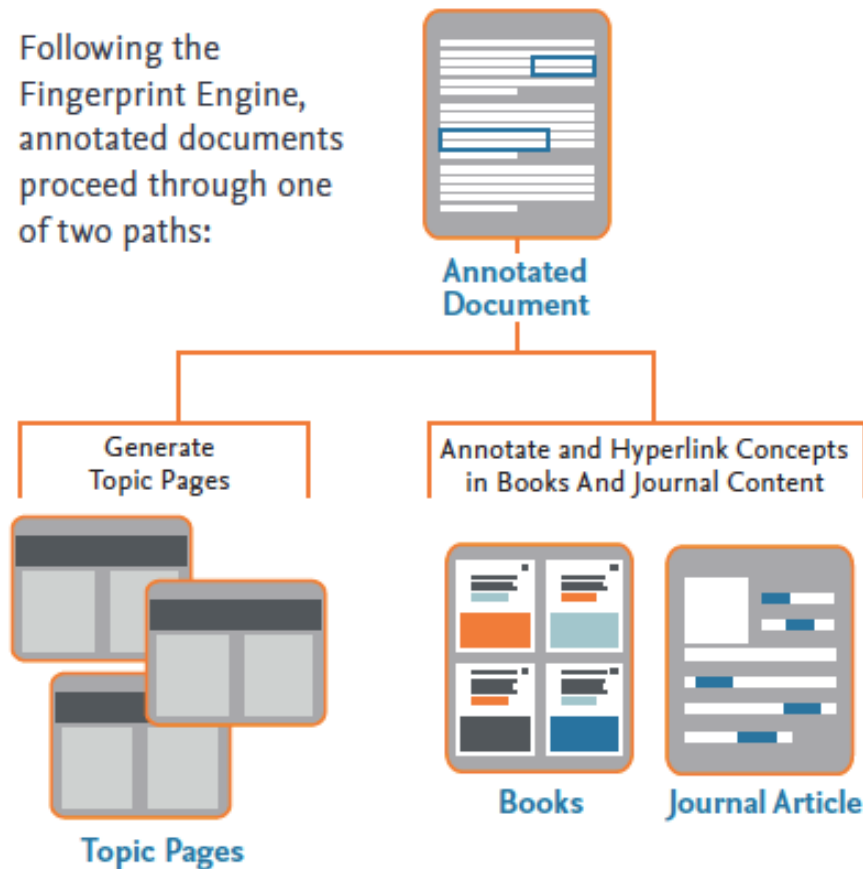 Following the
Fingerprint Engine,
annotated documents
proceed through one
of two paths:
Annotated
Document
Generate
Topic Pages
Annotate and Hyperlink Concepts
in Books And Journal Content
Books
Journal Article
Topic Pages